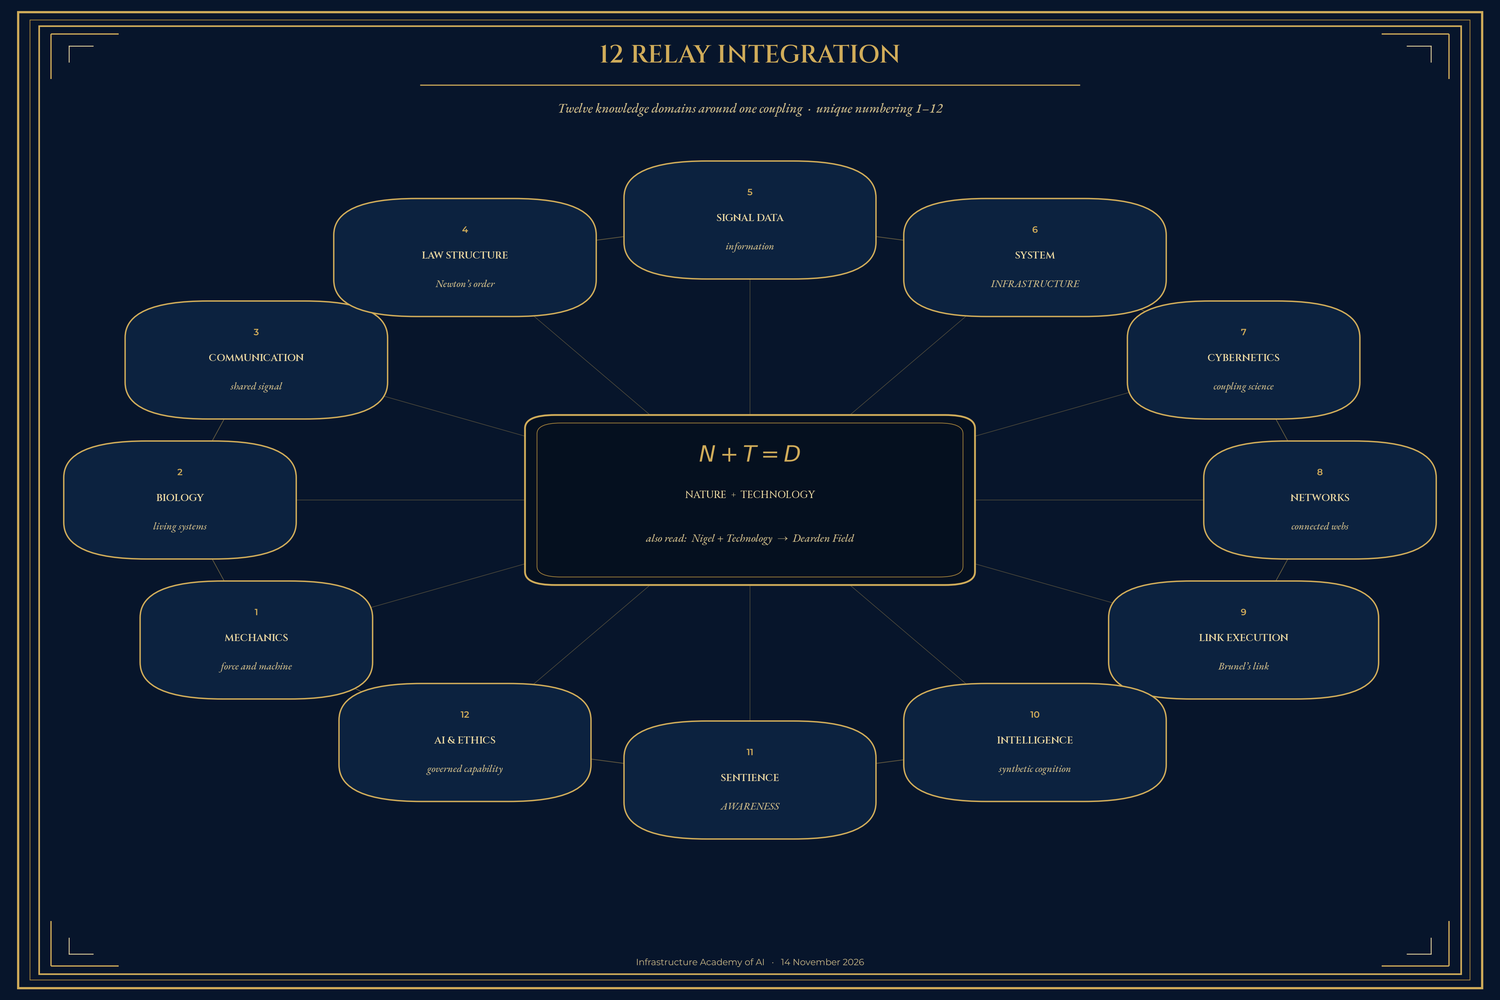 12 RELAY INTEGRATION
Twelve knowledge domains around one coupling · unique numbering 1–12
5
SIGNAL DATA
information
4
LAW STRUCTURE
Newton's order
6
SYSTEM
INFRASTRUCTURE
3
COMMUNICATION
shared signal
7
CYBERNETICS
coupling science
N + T = D
NATURE + TECHNOLOGY
also read: Nigel + Technology → Dearden Field
2
BIOLOGY
living systems
8
NETWORKS
connected webs
1
MECHANICS
force and machine
9
LINK EXECUTION
Brunel's link
12
AI & ETHICS
governed capability
10
INTELLIGENCE
synthetic cognition
11
SENTIENCE
AWARENESS
Infrastructure Academy of AI · 14 November 2026